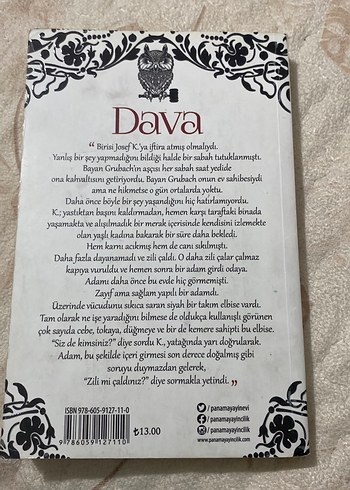 Dava
“ Birisi Josef K.'ya iftira atmış olmalıydı.
Yanlış bir şey yapmadığını bildiği halde bir sabah tutuklanmıştı.
Bayan Grubach'ın aşçısı her sabah saat yedide
ona kahvaltısını getiriyordu. Bayan Grubach onun ev sahibesiydi
ama ne hikmetse o gün ortalarda yoktu.
Daha önce böyle bir şey yaşandığını hiç hatırlamıyordu.
K.; yastıktan başını kaldırmadan, hemen karşı taraftaki binada
yaşamakta ve alışılmadık bir merak içerisinde kendisini izlemekte
olan yaşlı kadına bakarak bir süre daha bekledi.
Hem karnı acıkmış hem de canı sıkılmıştı.
Daha fazla dayanamadı ve zili çaldı. O daha zili çalar çalmaz
kapıya vuruldu ve hemen sonra bir adam girdi odaya.
Adamı daha önce bu evde hiç görmemişti.
Zayıf ama sağlam yapılı bir adamdı.
Üzerinde vücudunu sıkıca saran siyah bir takım elbise vardı.
Tam olarak ne işe yaradığını bilmese de oldukça kullanışlı görünen
çok sayıda cebe, tokaya, düğmeye ve bir de kemere sahipti bu elbise.
“Siz de kimsiniz?” diye sordu K., yatağında yarı doğrularak.
Adam, bu şekilde içeri girmesi son derece doğalmış gibi
soruyu duymazdan gelerek,
“Zili mi çaldınız?” diye sormakla yetindi. ”
ISBN 978-605-9127-11-0
9 786059 127110
₺13.00
/panamayayinevi
/panamayayincilik
/panamayayincilik
www.panamayayincilik.com